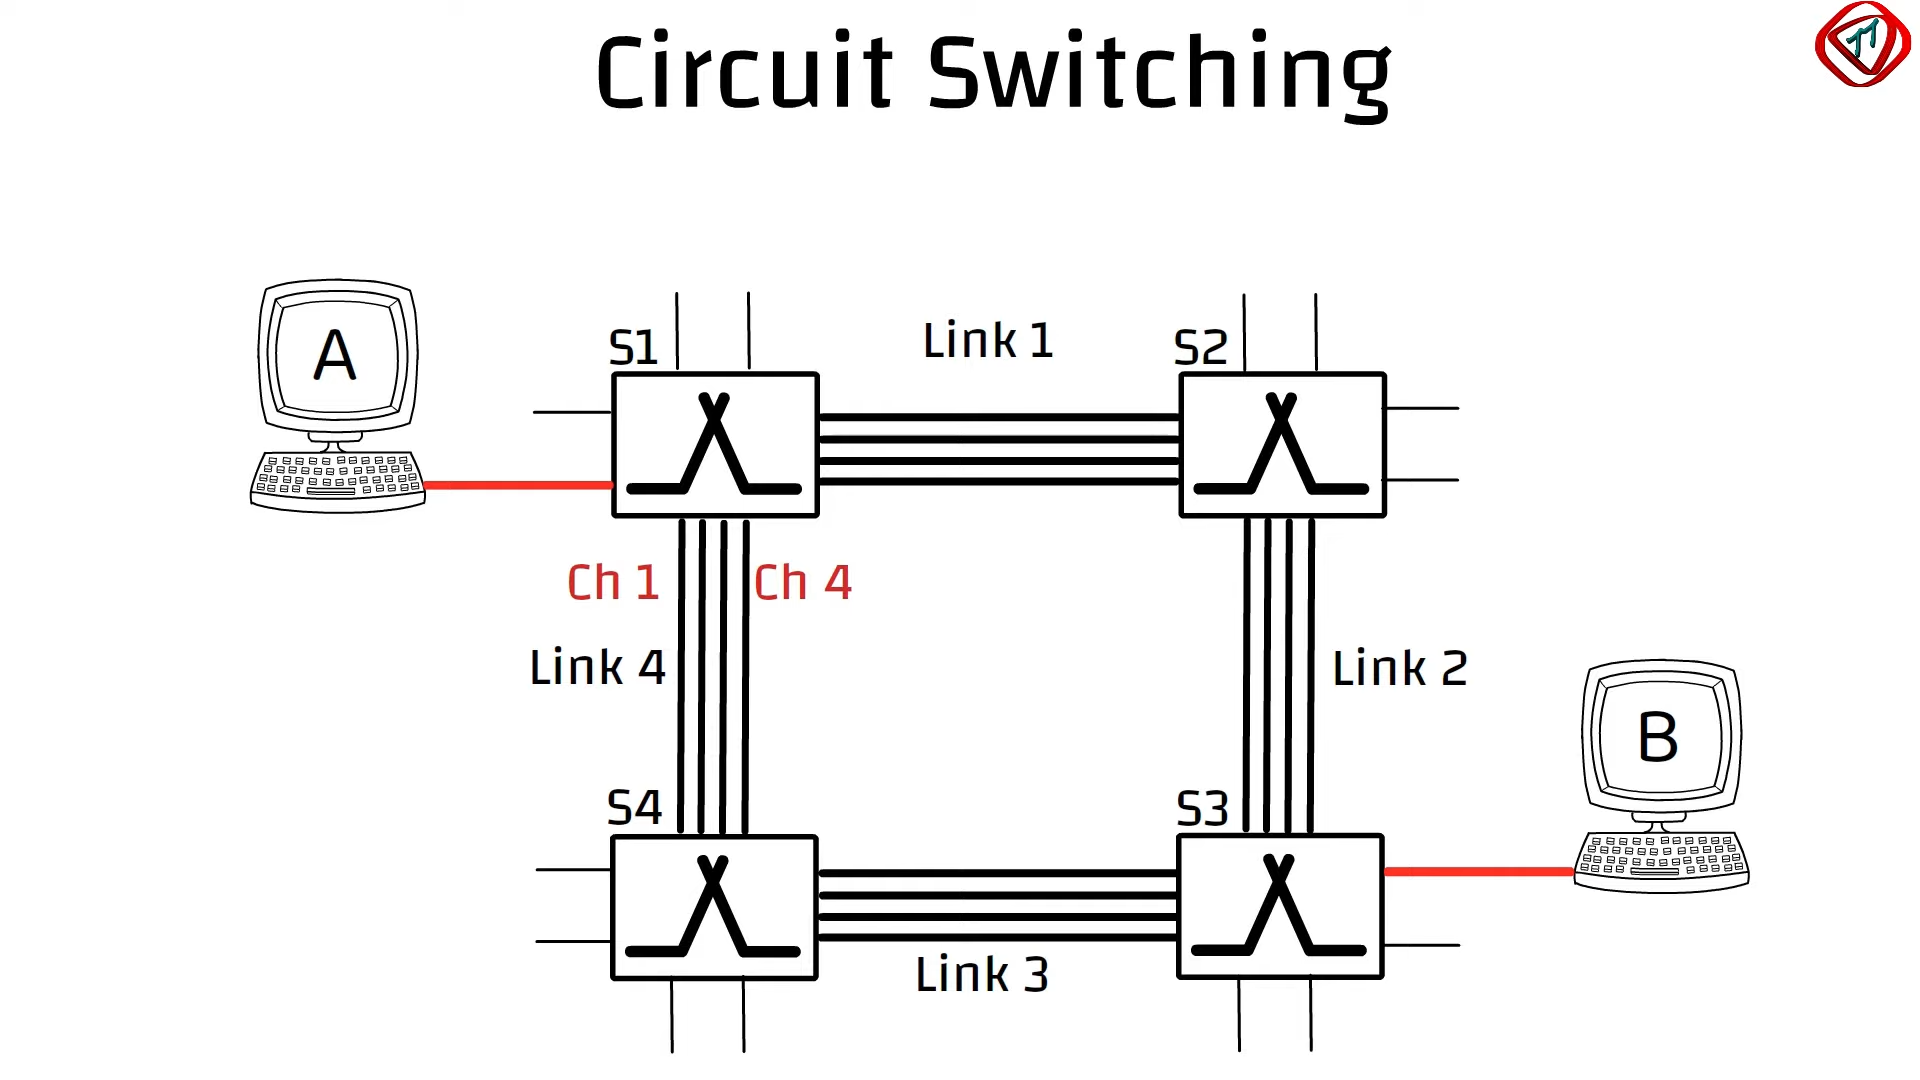 Circuit Switching
A
S1
Link 1
S2
Ch 1
Ch 4
Link 4
Link 2
B
S4
S3
Link 3